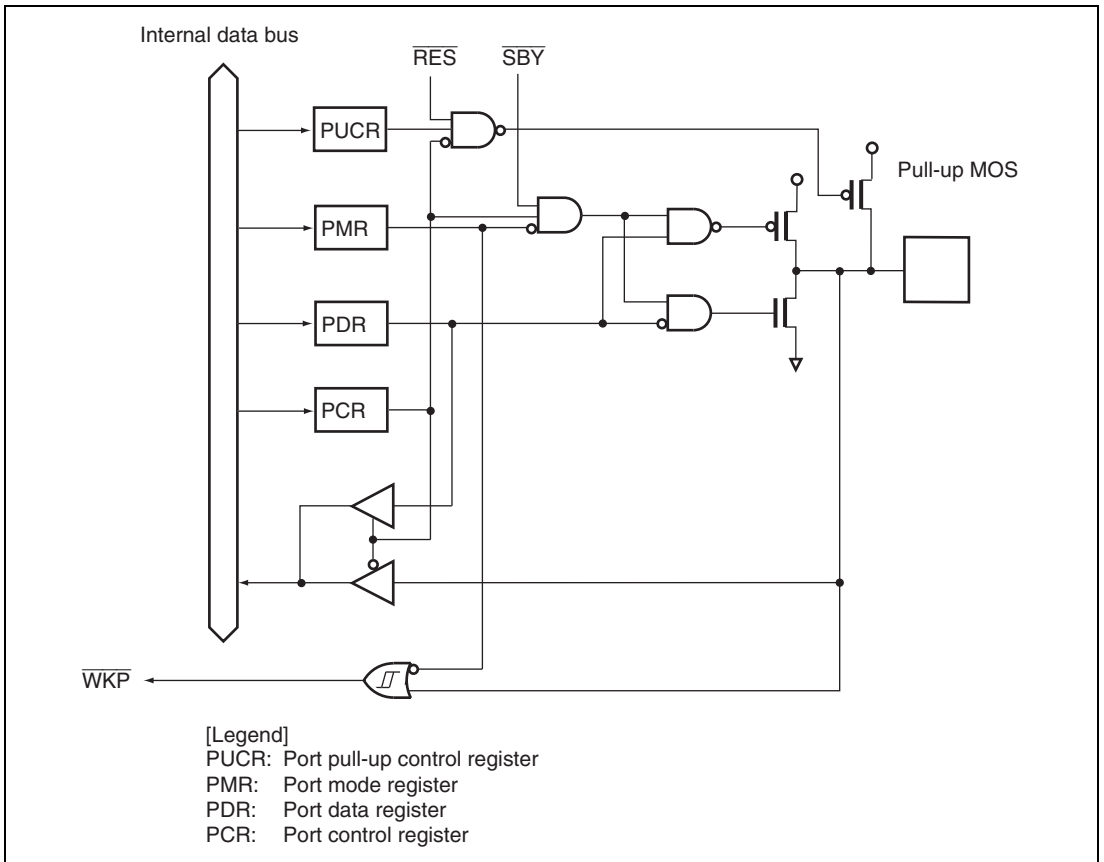 Internal data bus
RES
SBY
PUCR
Pull-up MOS
PMR
PDR
PCR
WKP
[Legend]
PUCR: Port pull-up control register
PMR: Port mode register
PDR: Port data register
PCR: Port control register